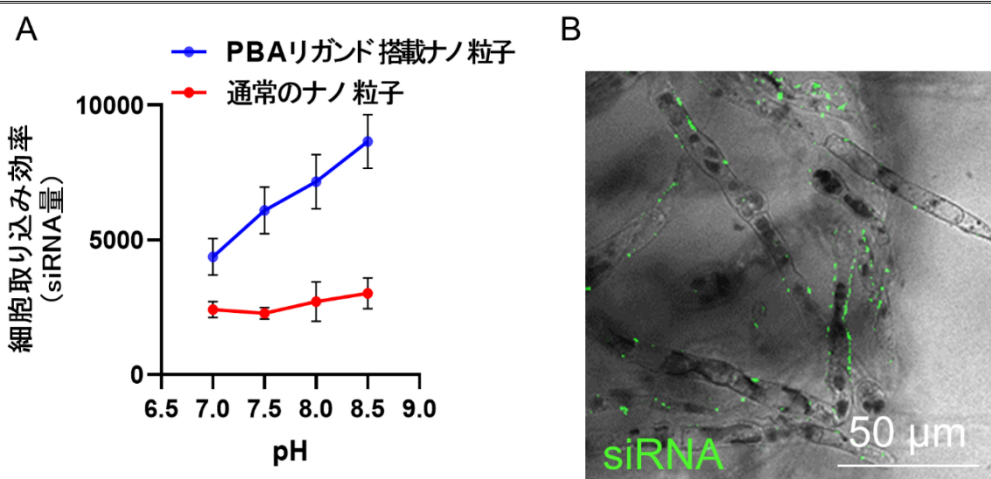 A
PBAリガンド搭載ナノ粒子
通常のナノ粒子
細胞取り込み効率
（siRNA量）
10000
5000
0
6.5 7.0 7.5 8.0 8.5 9.0
pH
B
siRNA
50 μm